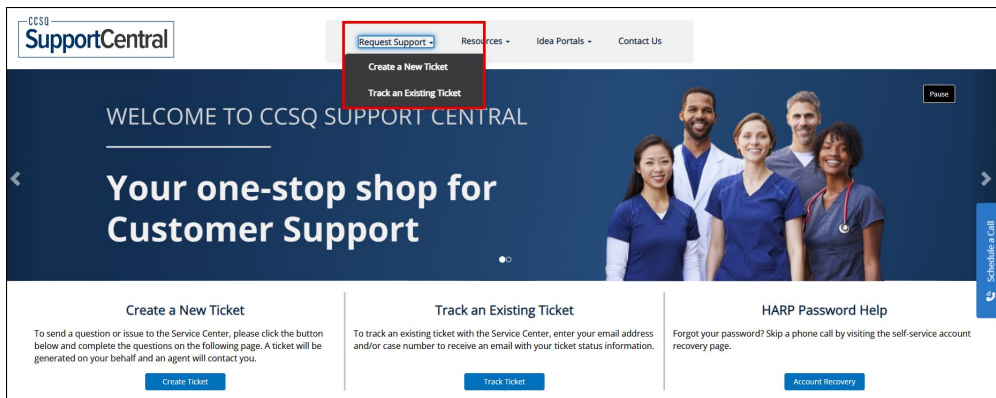 CCSQ
SupportCentral
Request Support
Resources
Idea Portals
Contact Us
Create a New Ticket
Track an Existing Ticket
Pause
WELCOME TO CCSQ SUPPORT CENTRAL
Your one-stop shop for
Customer Support
Schedule a Call
Create a New Ticket
To send a question or issue to the Service Center, please click the button
below and complete the questions on the following page. A ticket will be
generated on your behalf and an agent will contact you.
Create Ticket
Track an Existing Ticket
To track an existing ticket with the Service Center, enter your email address
and/or case number to receive an email with your ticket status information.
Track Ticket
HARP Password Help
Forgot your password? Skip a phone call by visiting the self-service account
recovery page.
Account Recovery